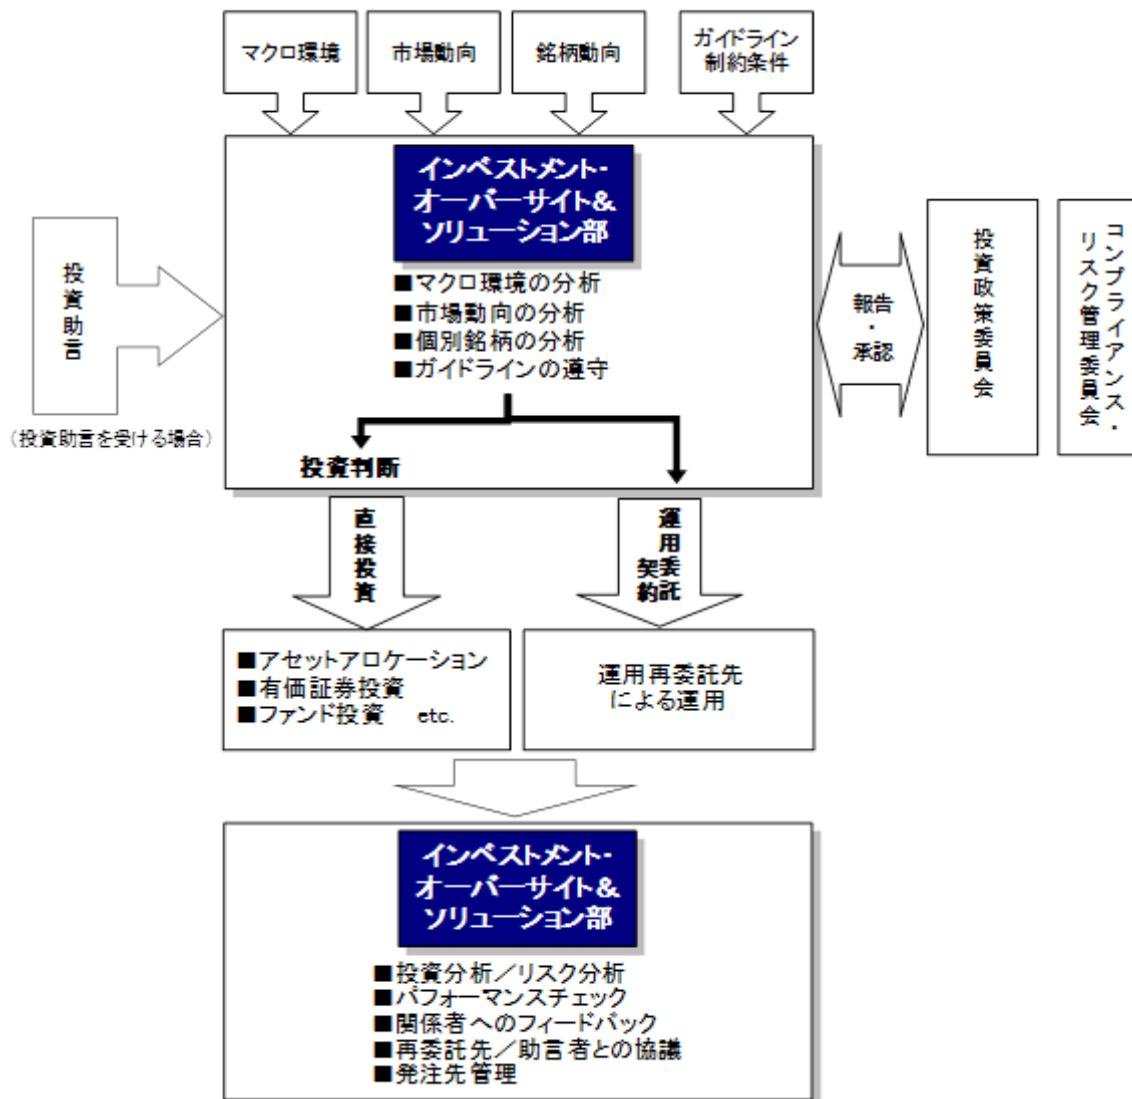 マクロ環境
市場動向
銘柄動向
ガイドライン
制約条件
インベストメント・
オーバーサイト&
ソリューション部
■マクロ環境の分析
■市場動向の分析
■個別銘柄の分析
■ガイドラインの遵守
投資助言
(投資助言を受ける場合)
報告
・
承認
投資政策委員会
コンプライアンス・
リスク管理委員会
投資判断
直接投資
運用委託
契約
■アセットアロケーション
■有価証券投資
■ファンド投資 etc.
運用再委託先
による運用
インベストメント・
オーバーサイト&
ソリューション部
■投資分析／リスク分析
■パフォーマンスチェック
■関係者へのフィードバック
■再委託先／助言者との協議
■発注先管理